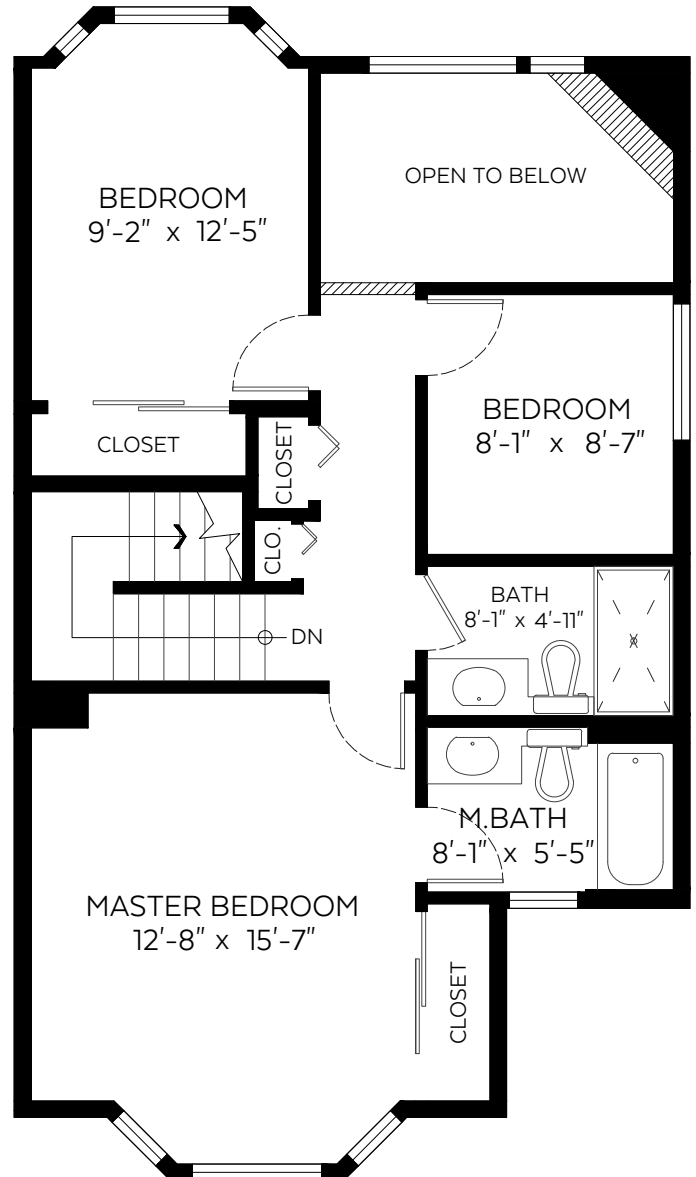 BEDROOM
9'-2" x 12'-5"
OPEN TO BELOW
BEDROOM
8'-1" x 8'-7"
CLOSET
CLOSET
CLO.
DN
BATH
8'-1" x 4'-11"
M.BATH
8'-1" x 5'-5"
MASTER BEDROOM
12'-8" x 15'-7"
CLOSET